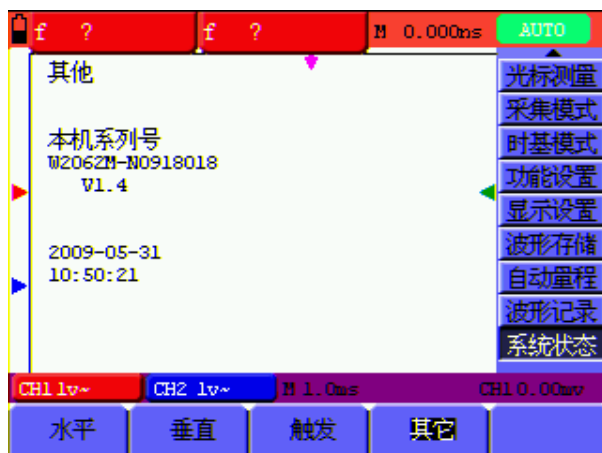 f ? f ? M 0.000ns AUTO
其他
本机系列号
W2062M-N0918018
V1.4
2009-05-31
10:50:21
光标测量
采集模式
时基模式
功能设置
显示设置
波形存储
自动量程
波形记录
系统状态
CH1 1v~ CH2 1v~ M 1.0ms CH1 0.00mv
水平 垂直 触发 其它